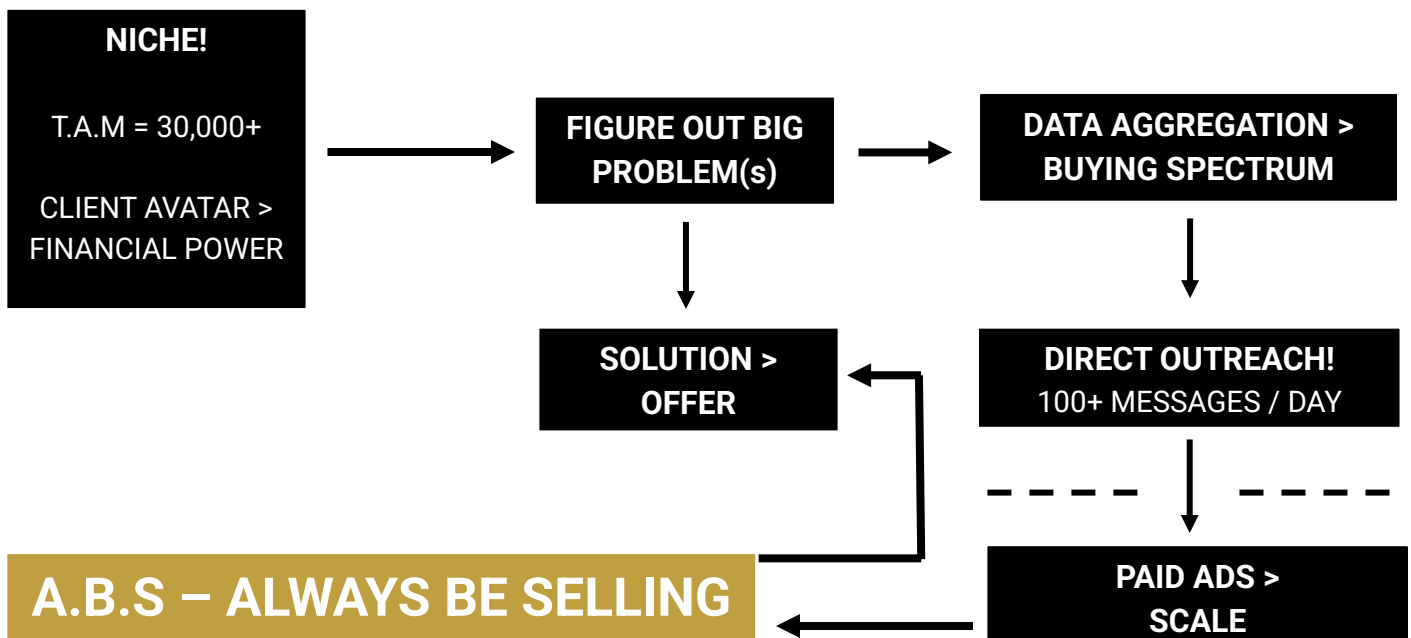 NICHE!
T.A.M = 30,000+
CLIENT AVATAR >
FINANCIAL POWER
FIGURE OUT BIG
PROBLEM(s)
DATA AGGREGATION >
BUYING SPECTRUM
SOLUTION >
OFFER
DIRECT OUTREACH!
100+ MESSAGES / DAY
A.B.S – ALWAYS BE SELLING
PAID ADS >
SCALE